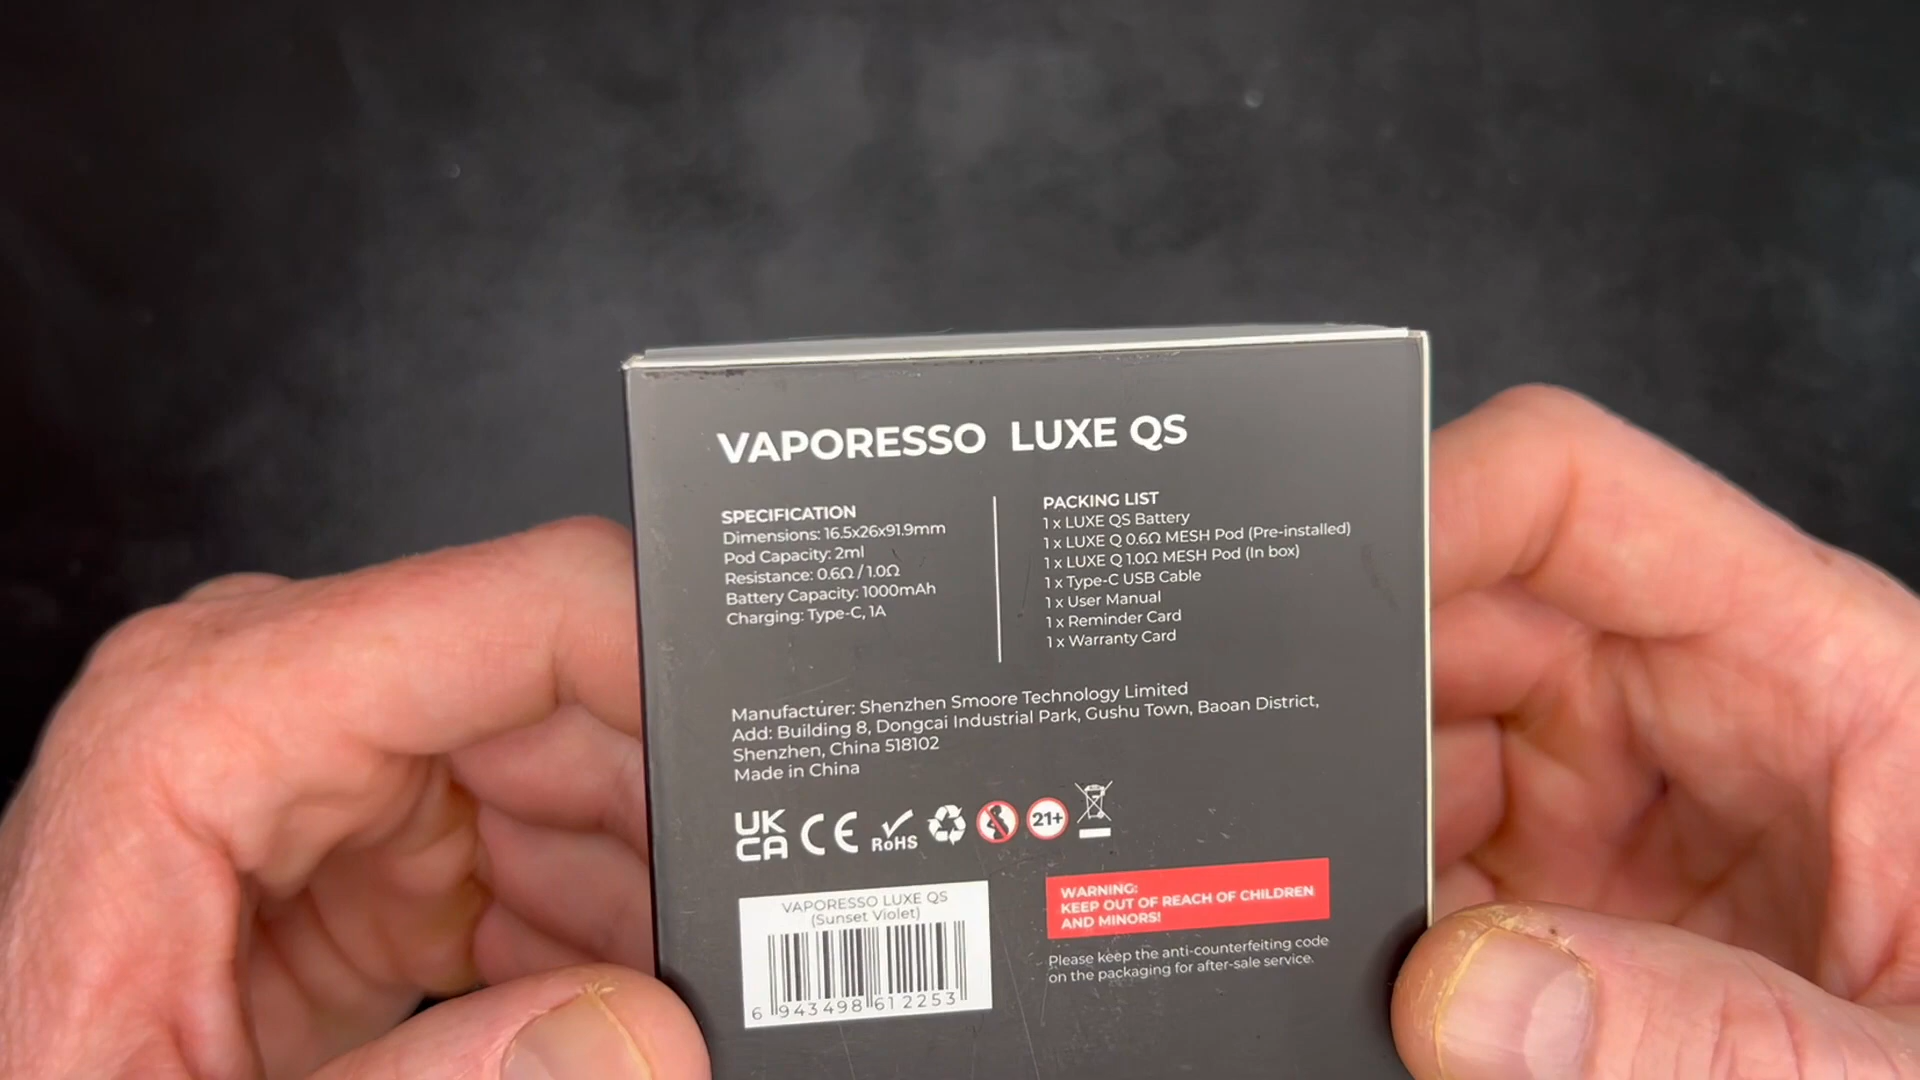 VAPORESSO LUXE QS
SPECIFICATION
Dimensions: 16.5x26x91.9mm
Pod Capacity: 2ml
Resistance: 0.6Ω / 1.0Ω
Battery Capacity: 1000mAh
Charging: Type-C, 1A
PACKING LIST
1 x LUXE QS Battery
1 x LUXE Q 0.6Ω MESH Pod (Pre-installed)
1 x LUXE Q 1.0Ω MESH Pod (In box)
1 x Type-C USB Cable
1 x User Manual
1 x Reminder Card
1 x Warranty Card
Manufacturer: Shenzhen Smoore Technology Limited
Add: Building 8, Dongcai Industrial Park, Gushu Town, Baoan District,
Shenzhen, China 518102
Made in China
UK
CA
CE
RoHS
21+
VAPORESSO LUXE QS
(Sunset Violet)
6 943498 612253
WARNING:
KEEP OUT OF REACH OF CHILDREN
AND MINORS!
Please keep the anti-counterfeiting code
on the packaging for after-sale service.